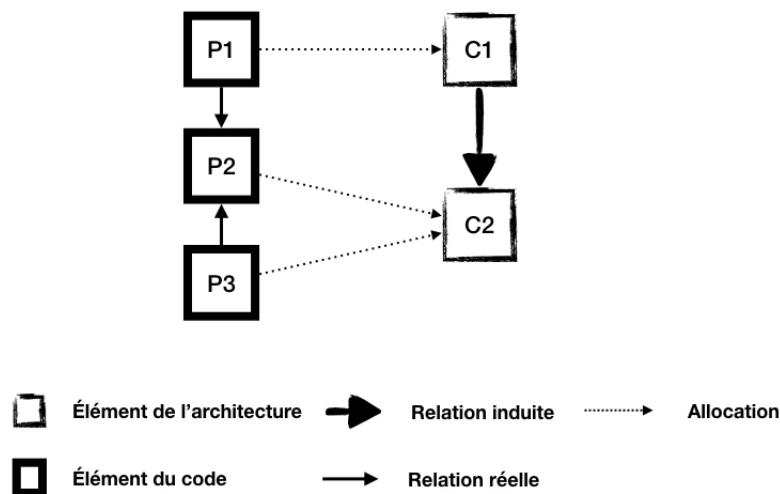 P1 C1
P2
C2
P3
Élément de l'architecture Relation induite Allocation
Élément du code Relation réelle